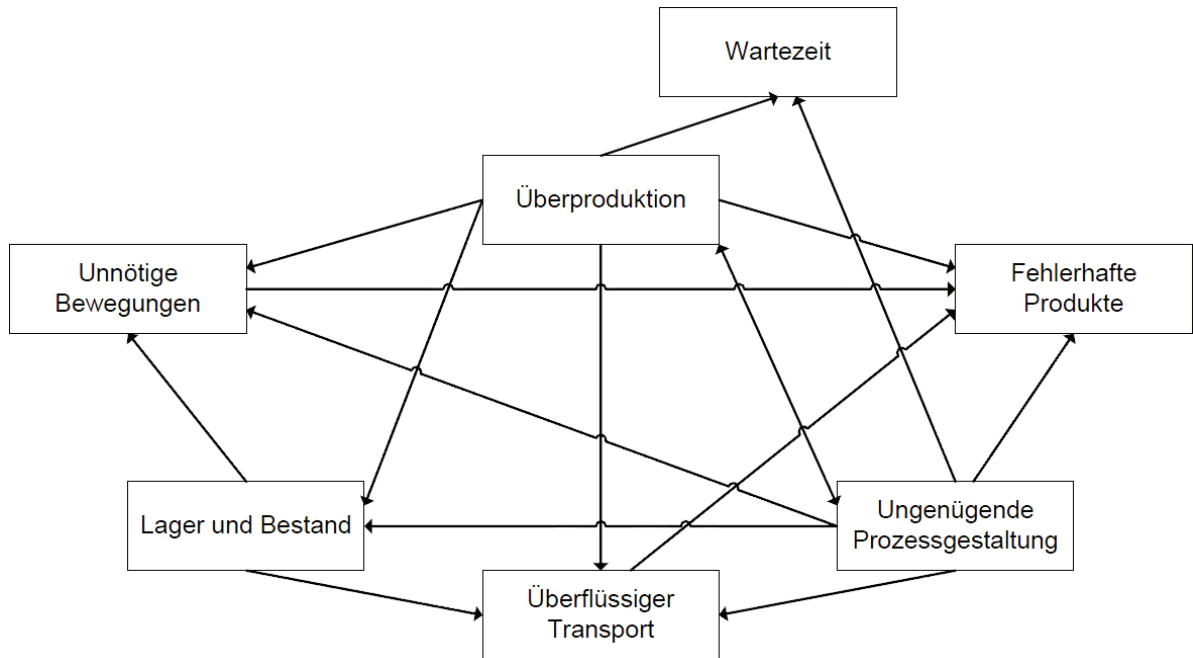 Wartezeit
Überproduktion
Unnötige
Bewegungen
Fehlerhafte
Produkte
Lager und Bestand
Ungenügende
Prozessgestaltung
Überflüssiger
Transport